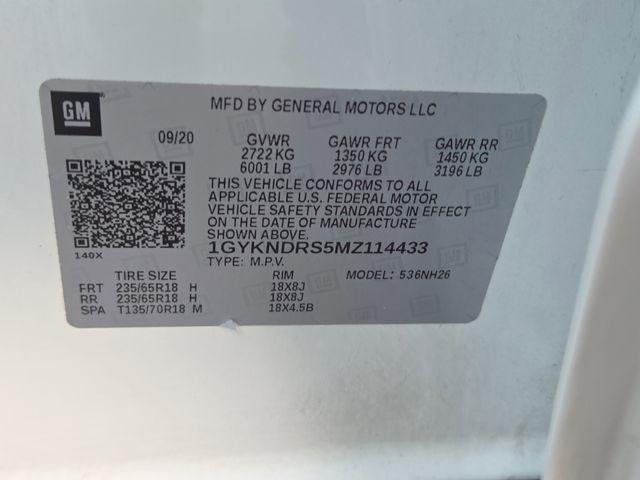 GM
MFD BY GENERAL MOTORS LLC
09/20 GVWR GAWR FRT GAWR RR
2722 KG 1350 KG 1450 KG
6001 LB 2976 LB 3196 LB
THIS VEHICLE CONFORMS TO ALL
APPLICABLE U.S. FEDERAL MOTOR
VEHICLE SAFETY STANDARDS IN EFFECT
ON THE DATE OF MANUFACTURE
SHOWN ABOVE.
1GYKNDRS5MZ114433
140X
TYPE: M.P.V.
TIRE SIZE RIM MODEL: 536NH26
FRT 235/65R18 H 18X8J
RR 235/65R18 H 18X8J
SPA T135/70R18 M 18X4.5B